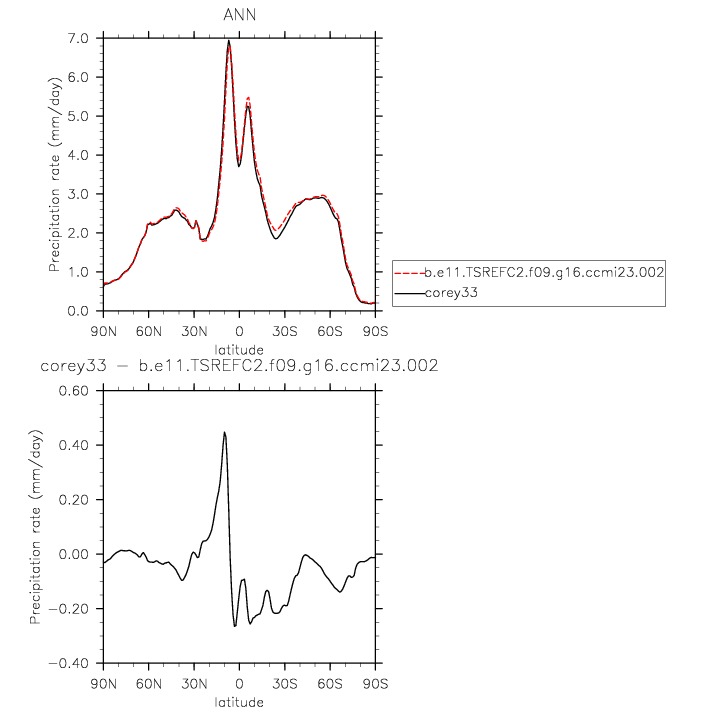 ANN
7.0
6.0
5.0
4.0
3.0
2.0
1.0
0.0
Precipitation rate (mm/day)
90N 60N 30N 0 30S 60S 90S
latitude
b.e11.TSREFC2.f09.g16.ccmi23.002
corey33
corey33 - b.e11.TSREFC2.f09.g16.ccmi23.002
0.60
0.40
0.20
0.00
-0.20
-0.40
Precipitation rate (mm/day)
90N 60N 30N 0 30S 60S 90S
latitude